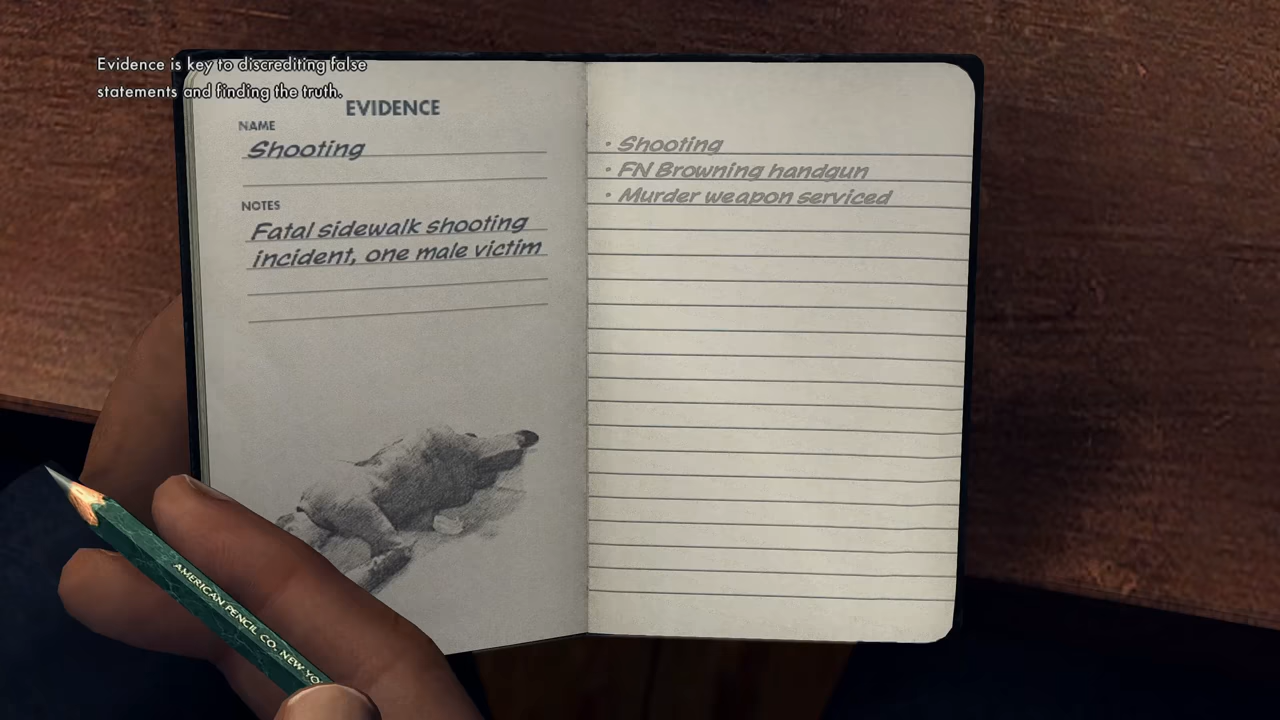 Evidence is key to discrediting false
statements and finding the truth.
EVIDENCE
NAME
Shooting
NOTES
Fatal sidewalk shooting
incident, one male victim
• Shooting
• FN Browning handgun
• Murder weapon serviced
AMERICAN PENCIL CO. NEW YO